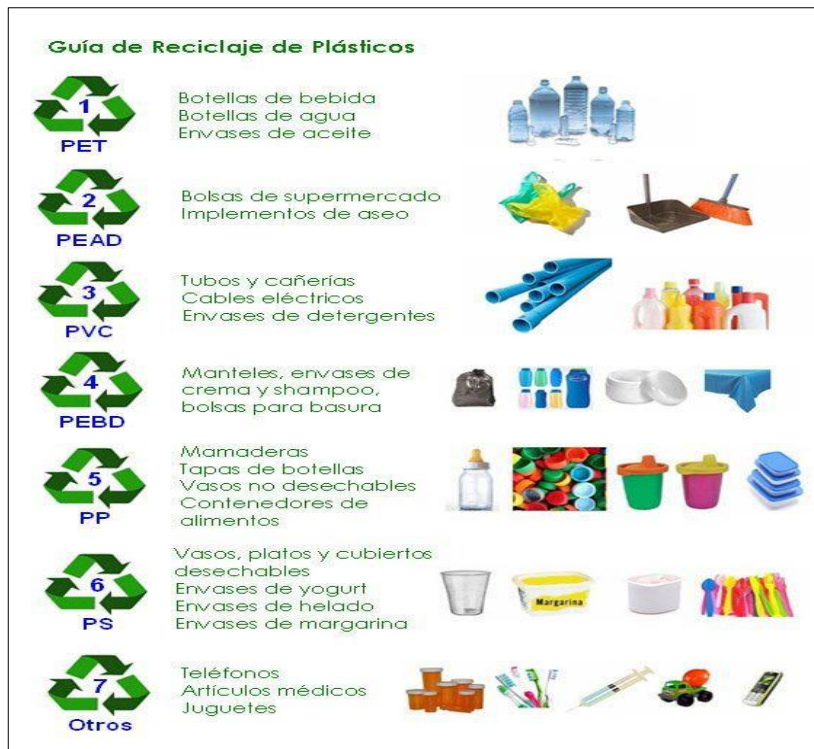 Guía de Reciclaje de Plásticos
1
PET
Botellas de bebida
Botellas de agua
Envases de aceite
2
PEAD
Bolsas de supermercado
Implementos de aseo
3
PVC
Tubos y cañerías
Cables eléctricos
Envases de detergentes
4
PEBD
Manteles, envases de
crema y shampoo,
bolsas para basura
5
PP
Mamaderas
Tapas de botellas
Vasos no desechables
Contenedores de
alimentos
6
PS
Vasos, platos y cubiertos
desechables
Envases de yogurt
Envases de helado
Envases de margarina
Margarina
7
Otros
Teléfonos
Artículos médicos
Juguetes